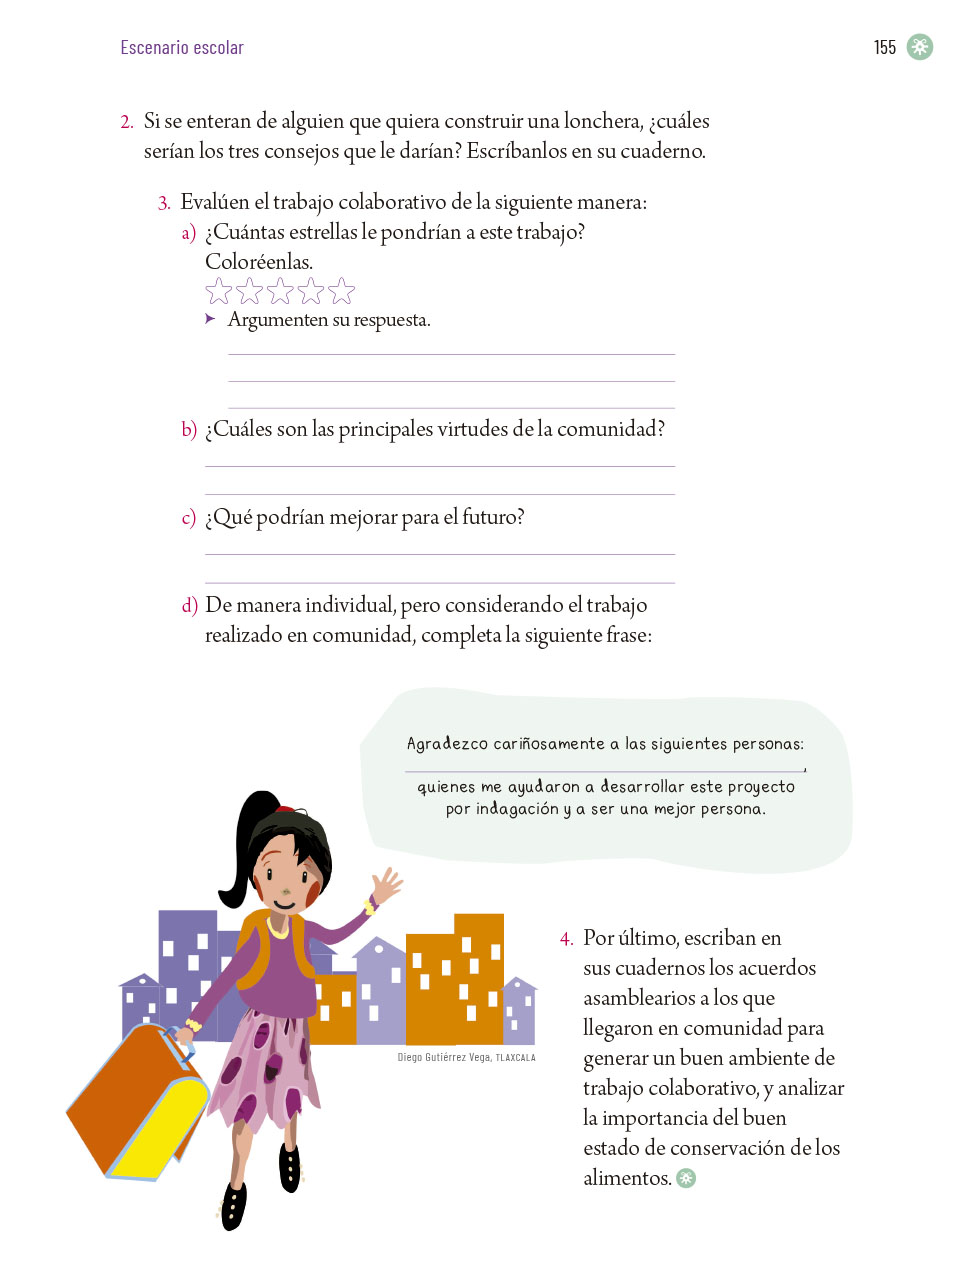 Escenario escolar
155
2. Si se enteran de alguien que quiera construir una lonchera, ¿cuáles
serían los tres consejos que le darían? Escríbanlos en su cuaderno.
3. Evalúen el trabajo colaborativo de la siguiente manera:
a) ¿Cuántas estrellas le pondrían a este trabajo?
Coloréenlas.
Argumenten su respuesta.
b) ¿Cuáles son las principales virtudes de la comunidad?
c) ¿Qué podrían mejorar para el futuro?
d) De manera individual, pero considerando el trabajo
realizado en comunidad, completa la siguiente frase:
Agradezco cariñosamente a las siguientes personas:
,
quienes me ayudaron a desarrollar este proyecto
por indagación y a ser una mejor persona.
Diego Gutiérrez Vega, TLAXCALA
4. Por último, escriban en
sus cuadernos los acuerdos
asamblearios a los que
llegaron en comunidad para
generar un buen ambiente de
trabajo colaborativo, y analizar
la importancia del buen
estado de conservación de los
alimentos.